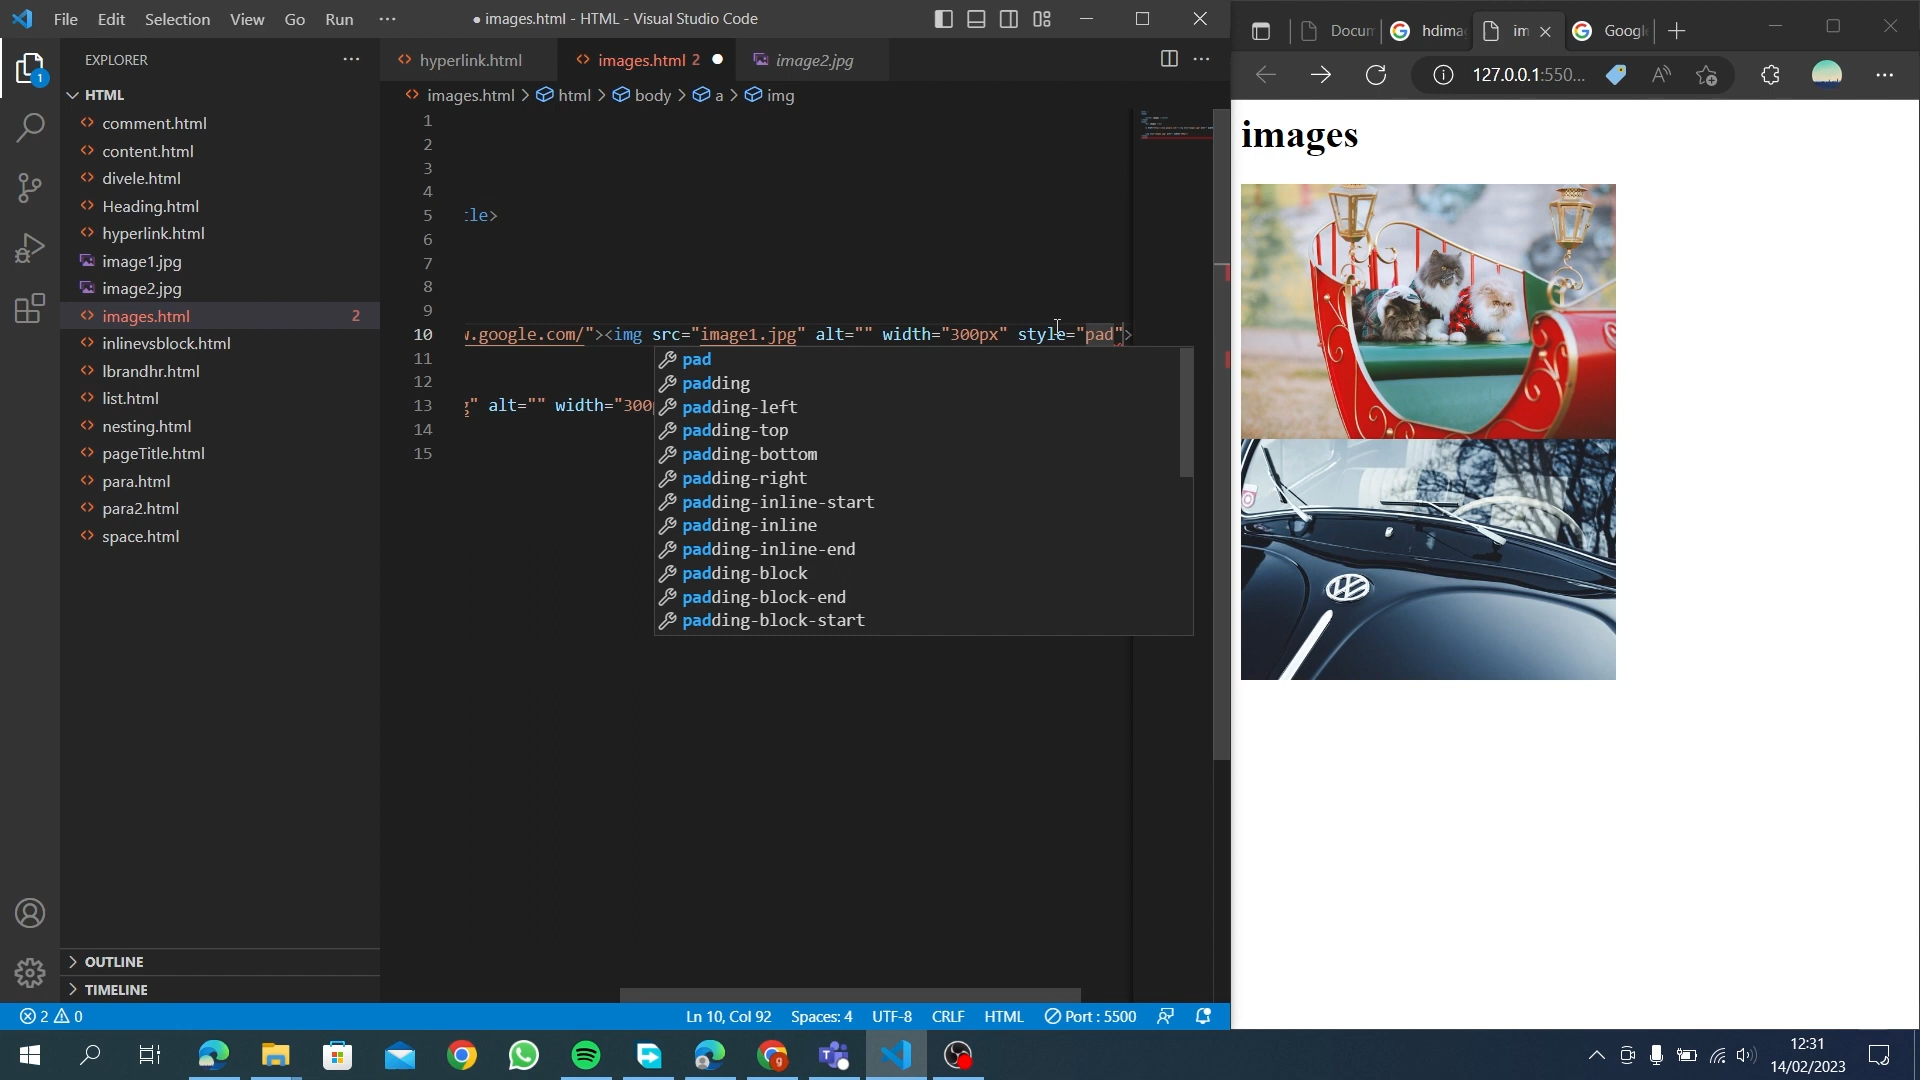 File Edit Selection View Go Run ··· ● images.html - HTML - Visual Studio Code
EXPLORER ···
HTML
comment.html
content.html
divele.html
Heading.html
hyperlink.html
image1.jpg
image2.jpg
images.html 2
inlinevsblock.html
lbrandhr.html
list.html
nesting.html
pageTitle.html
para.html
para2.html
space.html
OUTLINE
TIMELINE
1
hyperlink.html images.html 2 ● image2.jpg ···
images.html > html > body > a > img
1
2
3
4
5 tle>
6
7
8
9
10 w.google.com/"><img src="image1.jpg" alt="" width="300px" style="pad">
11
12
13 g" alt="" width="300p
14
15
pad
padding
padding-left
padding-top
padding-bottom
padding-right
padding-inline-start
padding-inline
padding-inline-end
padding-block
padding-block-end
padding-block-start
2 0 Ln 10, Col 92 Spaces: 4 UTF-8 CRLF HTML Port : 5500
Docum hdima im Googl
127.0.0.1:550...
images
12:31
14/02/2023